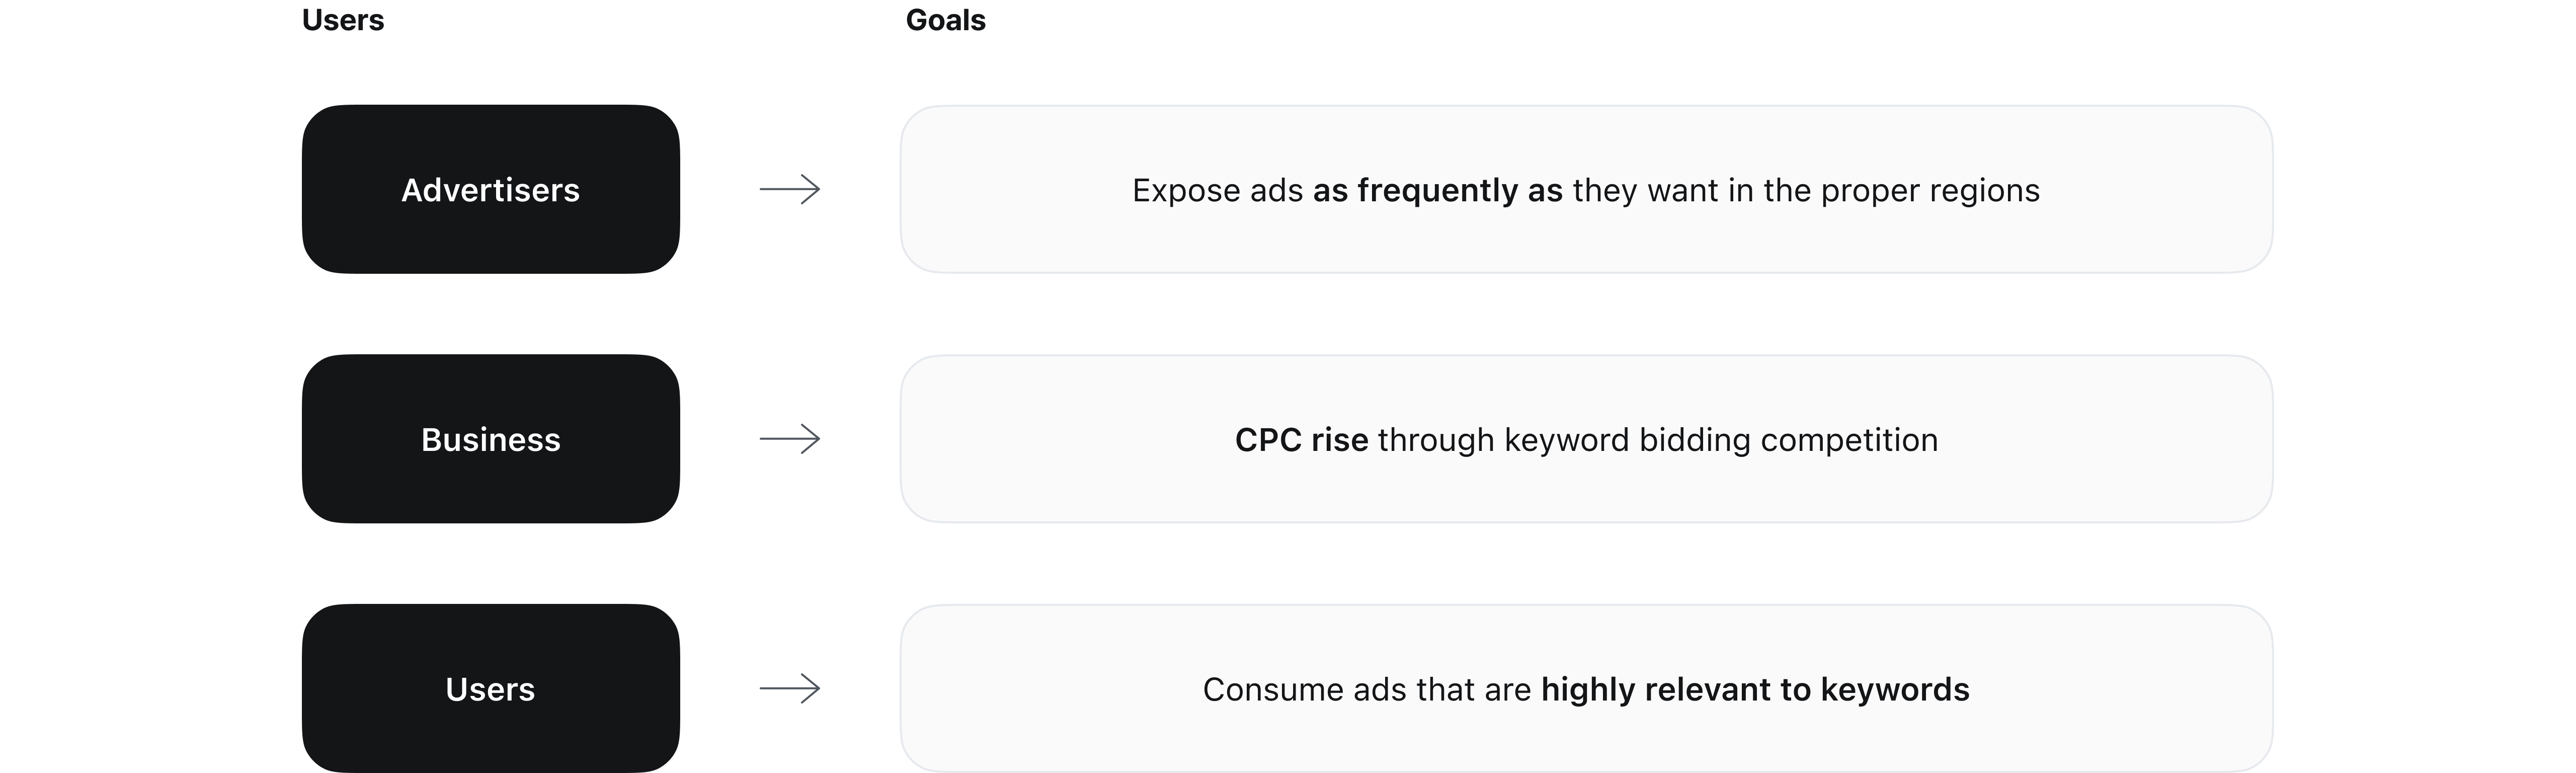 Users
Goals
Advertisers
Expose ads as frequently as they want in the proper regions
Business
CPC rise through keyword bidding competition
Users
Consume ads that are highly relevant to keywords